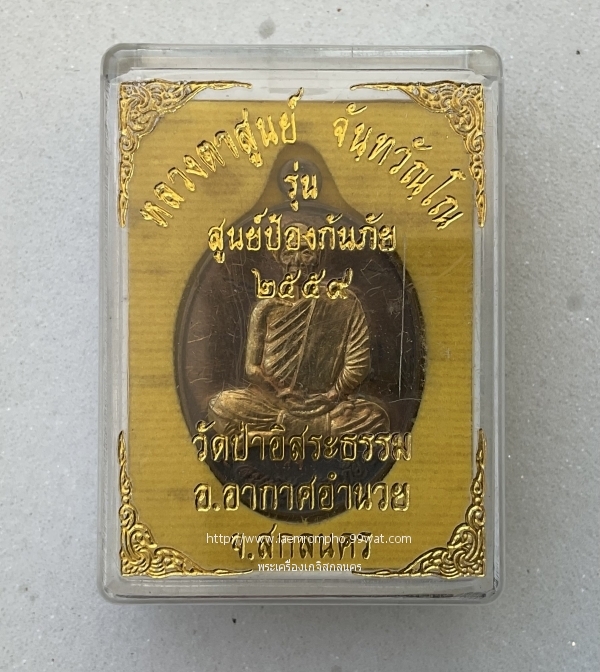 หลวงตาสูนย์ จันฺทวัณฺโณ
รุ่น
สูนย์ป้องกันภัย
๒๕๕๙
วัดป่าอิสระธรรม
อ.อากาศอำนวย
จ.สกลนคร
http://www.laemrompho.99wat.com
พระเครื่องเกจิสกลนคร